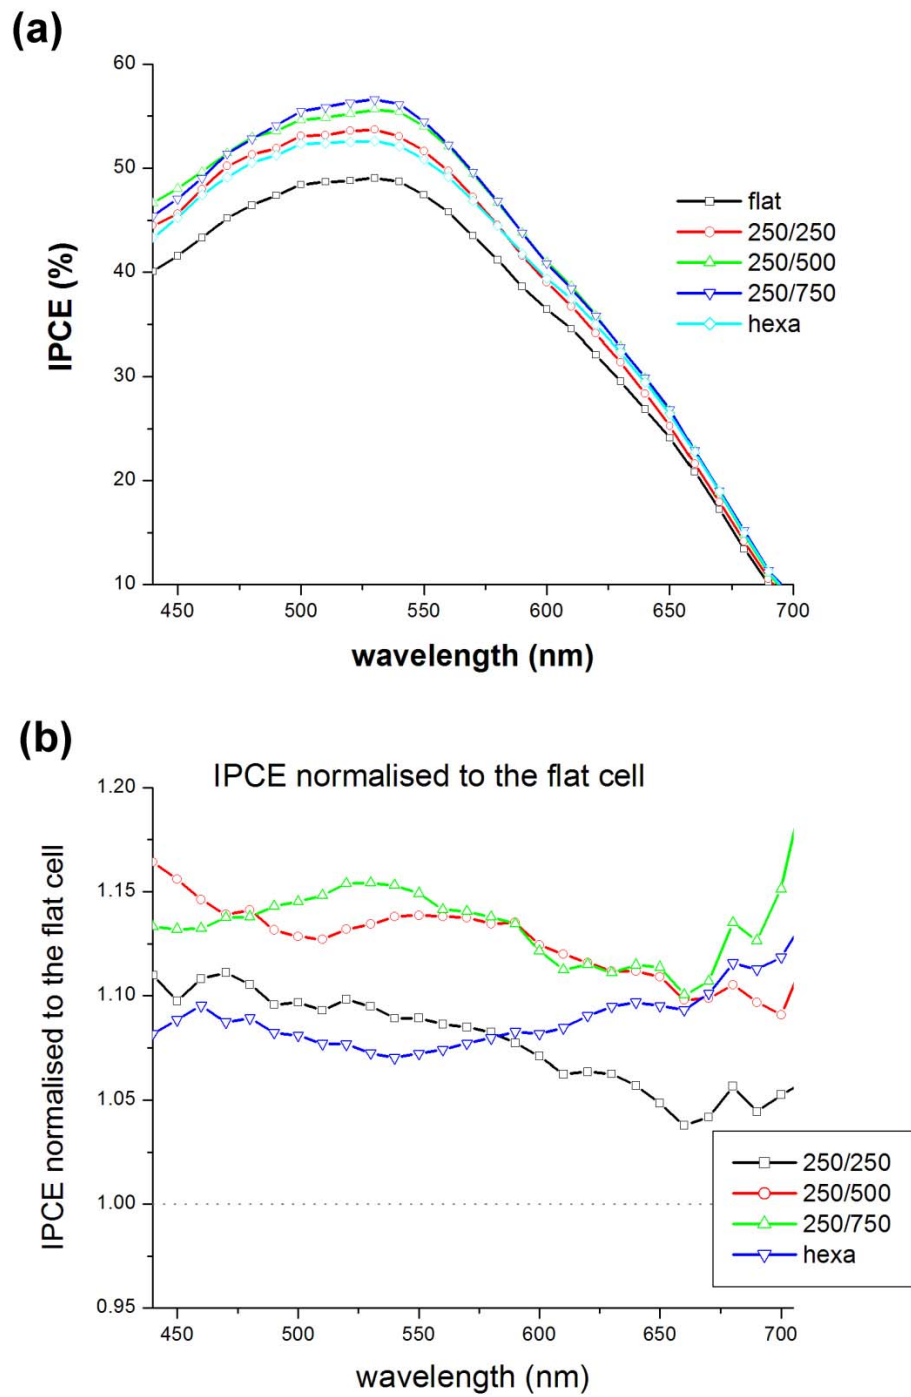 (a)
60
50
40
30
20
10
IPCE (%)
flat
250/250
250/500
250/750
hexa
450 500 550 600 650 700
wavelength (nm)
(b)
IPCE normalised to the flat cell
1.20
1.15
1.10
1.05
1.00
0.95
IPCE normalised to the flat cell
250/250
250/500
250/750
hexa
450 500 550 600 650 700
wavelength (nm)